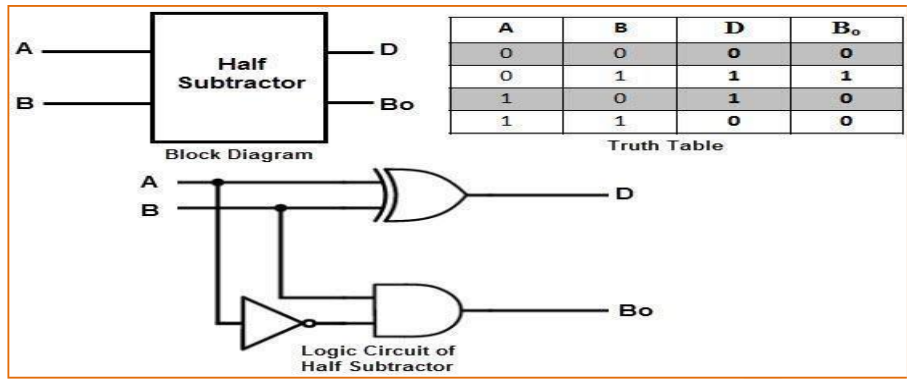 A
B
Half
Subtractor
D
Bo
Block Diagram
A B D Bₒ
0 0 0 0
0 1 1 1
1 0 1 0
1 1 0 0
Truth Table
A
B
D
Bo
Logic Circuit of
Half Subtractor